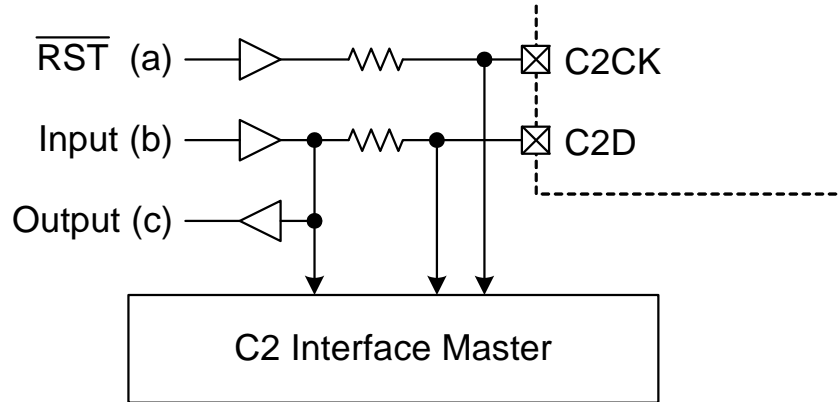 RST (a)
C2CK
Input (b)
C2D
Output (c)
C2 Interface Master